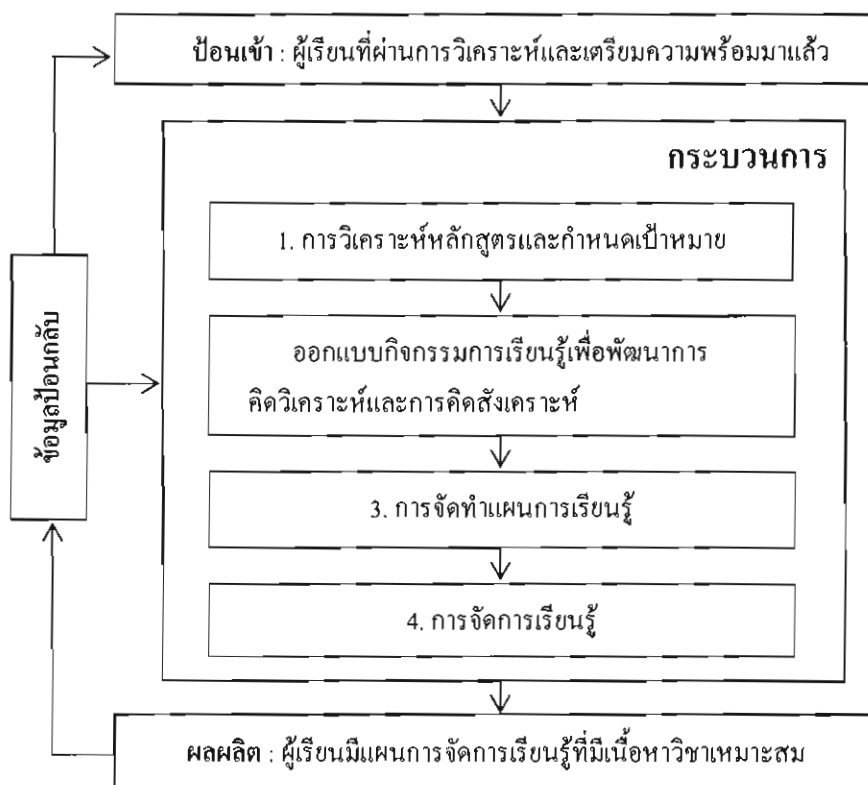 ป้อนเข้า : ผู้เรียนที่ผ่านการวิเคราะห์และเตรียมความพร้อมมาแล้ว
กระบวนการ
1. การวิเคราะห์หลักสูตรและกำหนดเป้าหมาย
ออกแบบกิจกรรมการเรียนรู้เพื่อพัฒนาการ
คิดวิเคราะห์และการคิดสังเคราะห์
3. การจัดทำแผนการเรียนรู้
4. การจัดการเรียนรู้
ข้อมูลป้อนกลับ
ผลผลิต : ผู้เรียนมีแผนการจัดการเรียนรู้ที่มีเนื้อหาวิชาเหมาะสม